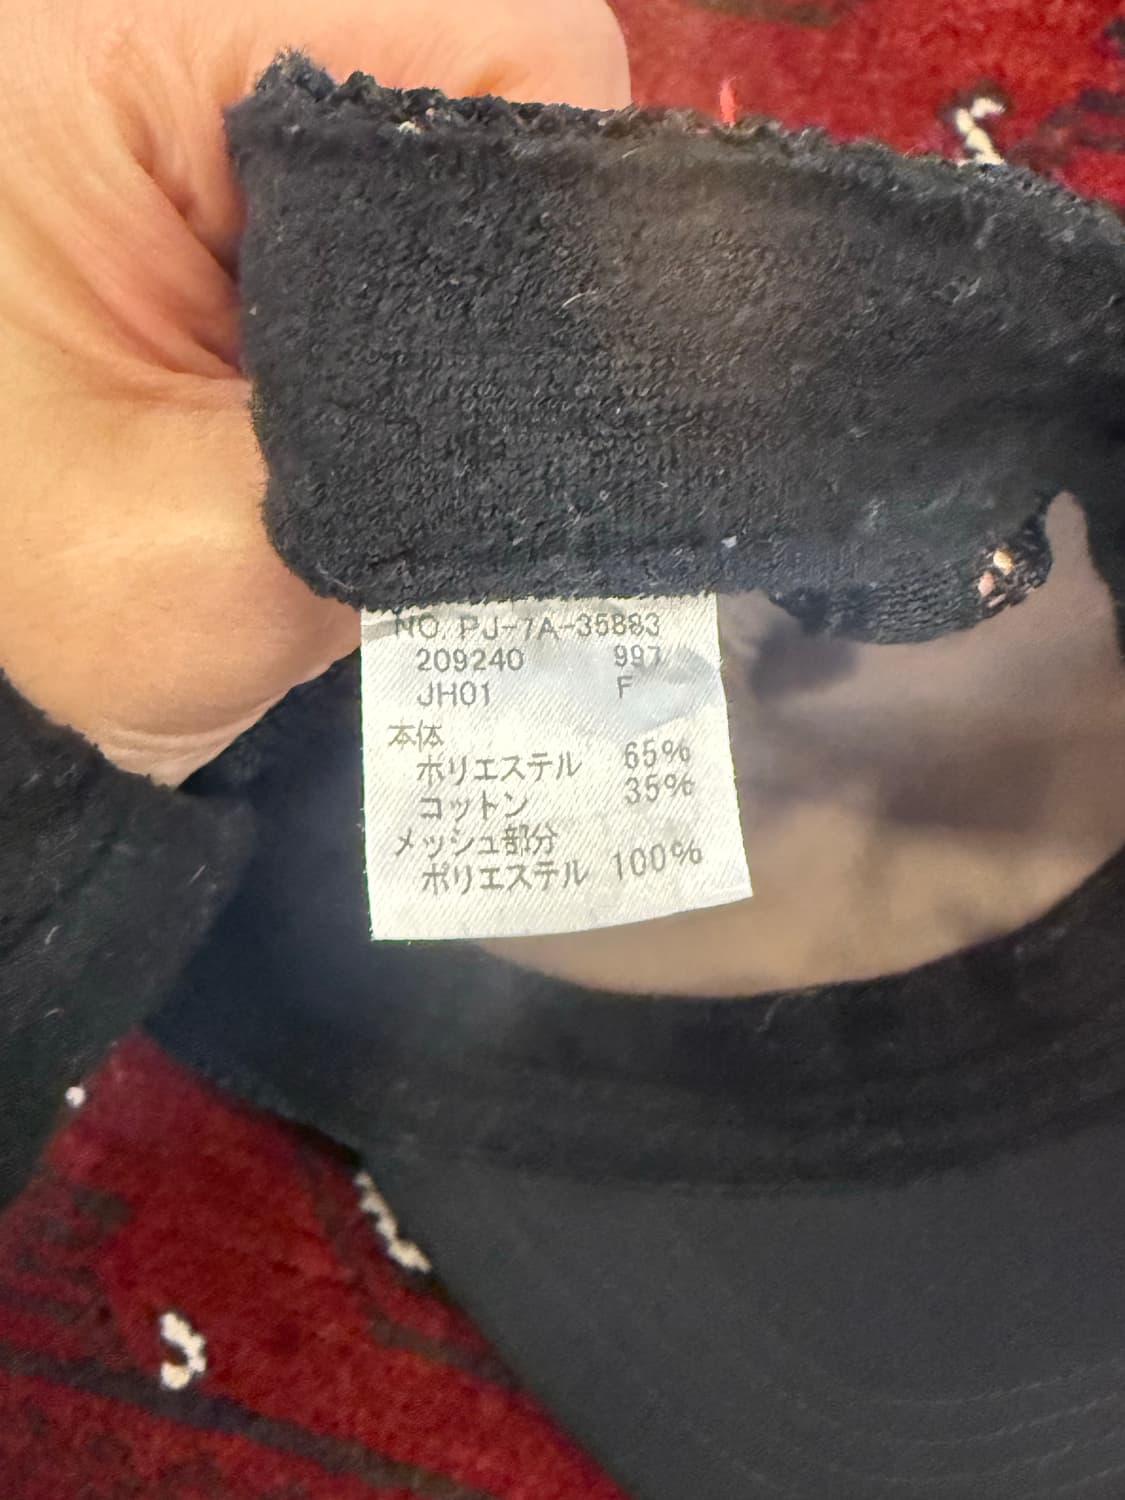 NO. PJ-7A-35883
209240 997
JH01 F
本体
ポリエステル 65%
コットン 35%
メッシュ部分
ポリエステル 100%